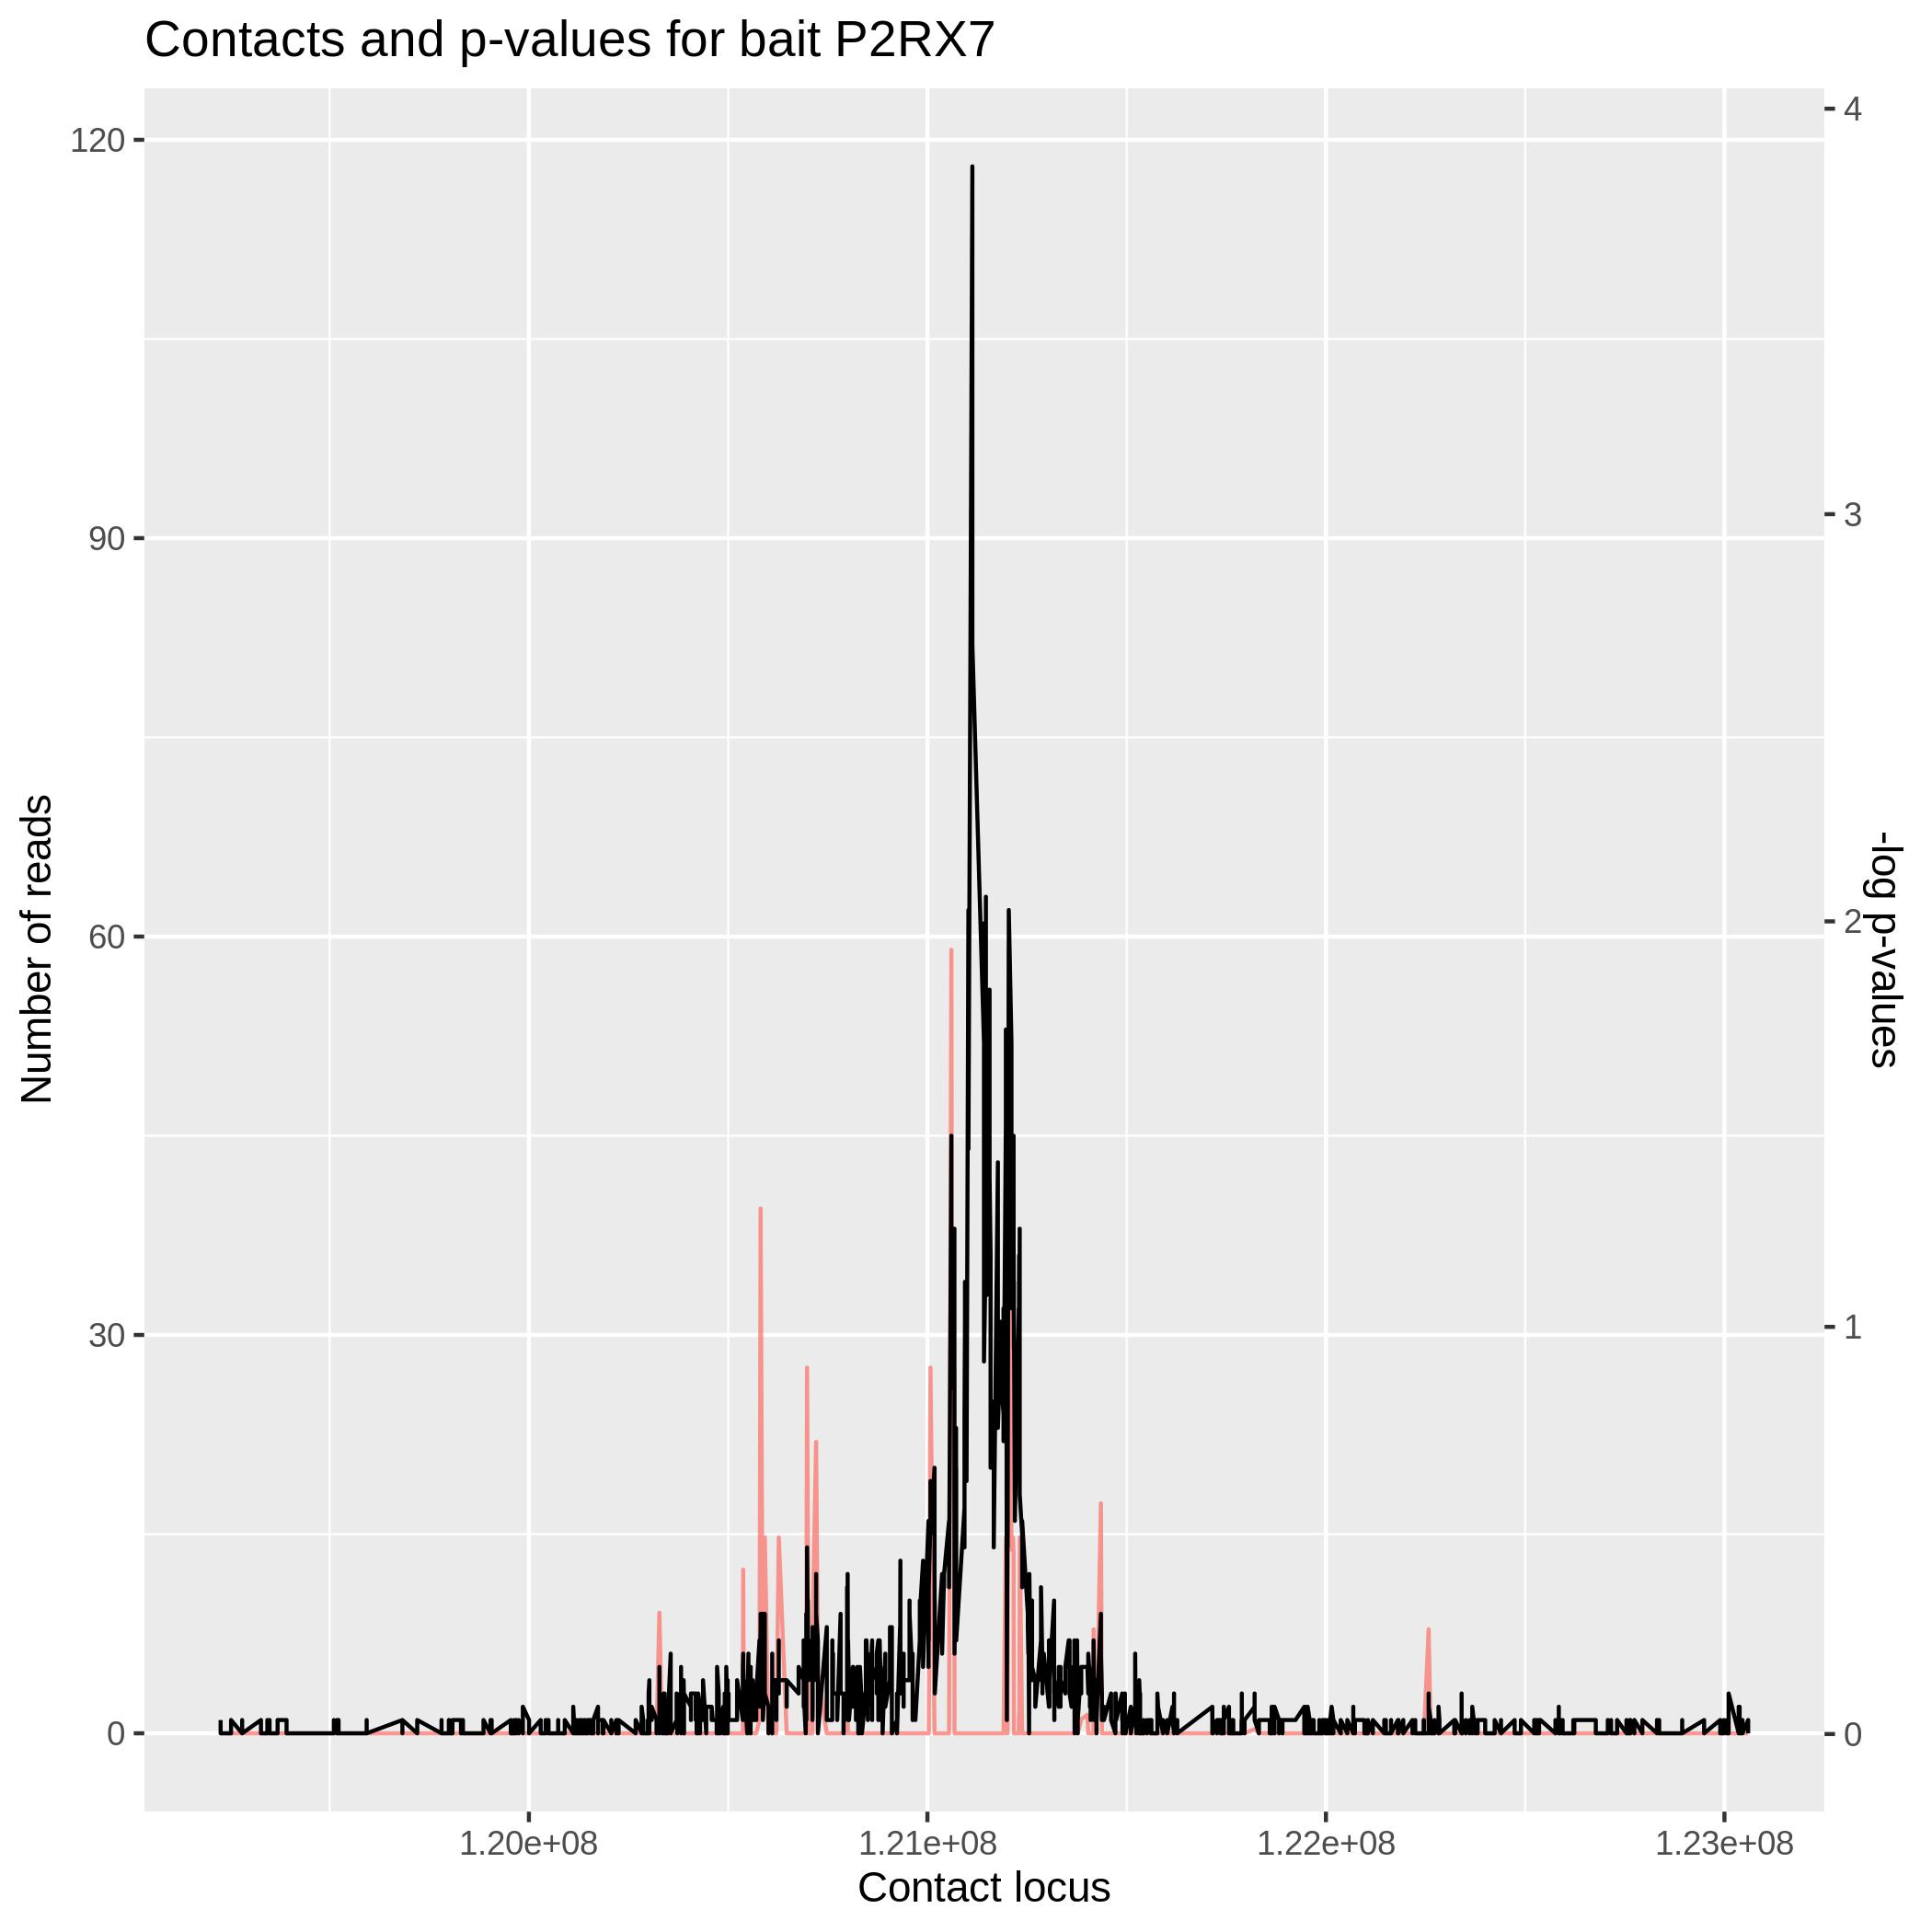 Contacts and p-values for bait P2RX7
120
90
60
30
0
Number of reads
4
3
2
1
0
-log p-values
1.20e+08
1.21e+08
1.22e+08
1.23e+08
Contact locus